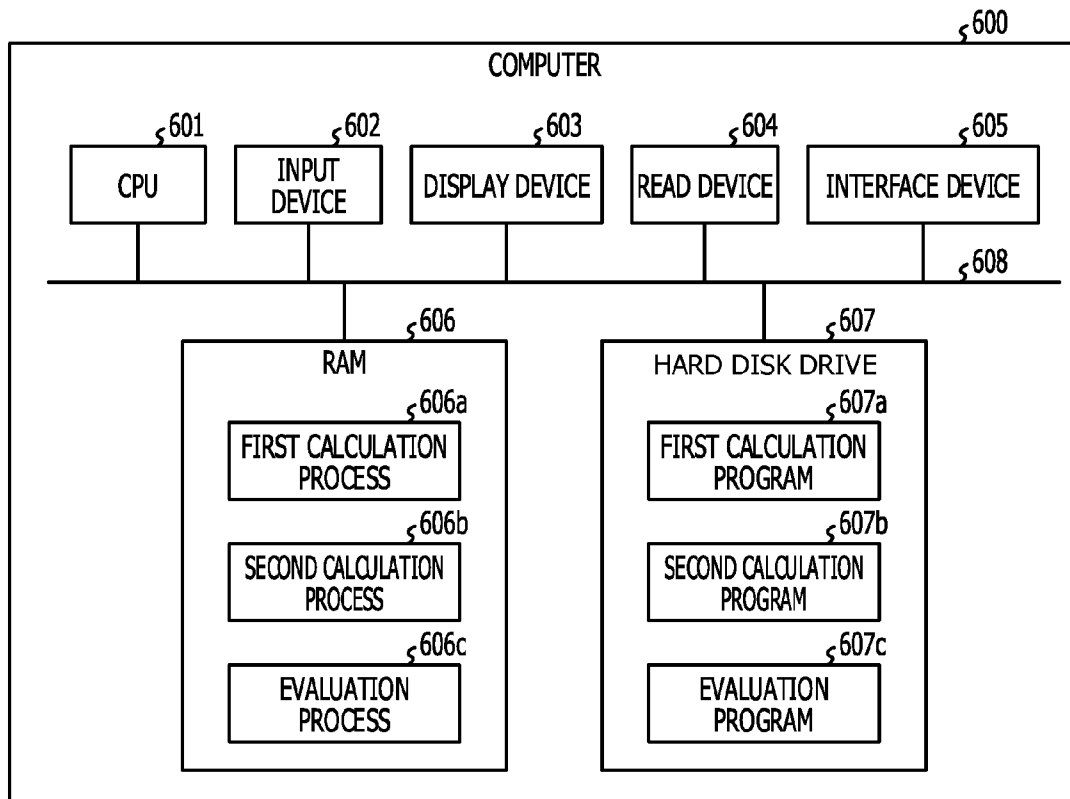 600
COMPUTER
601
602
603
604
605
CPU
INPUT
DEVICE
DISPLAY DEVICE
READ DEVICE
INTERFACE DEVICE
608
606
RAM
606a
FIRST CALCULATION
PROCESS
606b
SECOND CALCULATION
PROCESS
606c
EVALUATION
PROCESS
607
HARD DISK DRIVE
607a
FIRST CALCULATION
PROGRAM
607b
SECOND CALCULATION
PROGRAM
607c
EVALUATION
PROGRAM